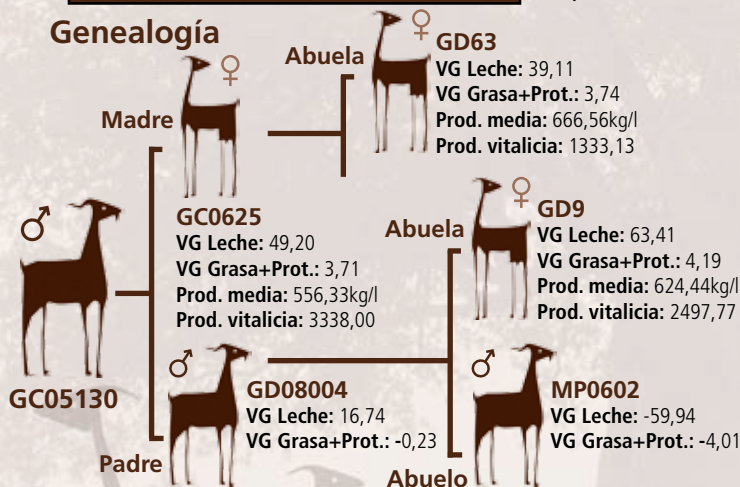 Genealogía
Abuela
GD63
VG Leche: 39,11
VG Grasa+Prot.: 3,74
Prod. media: 666,56kg/l
Prod. vitalicia: 1333,13
Madre
GC0625
VG Leche: 49,20
VG Grasa+Prot.: 3,71
Prod. media: 556,33kg/l
Prod. vitalicia: 3338,00
Abuela
GD9
VG Leche: 63,41
VG Grasa+Prot.: 4,19
Prod. media: 624,44kg/l
Prod. vitalicia: 2497,77
GC05130
GD08004
VG Leche: 16,74
VG Grasa+Prot.: -0,23
Padre
MP0602
VG Leche: -59,94
VG Grasa+Prot.: -4,01
Abuelo